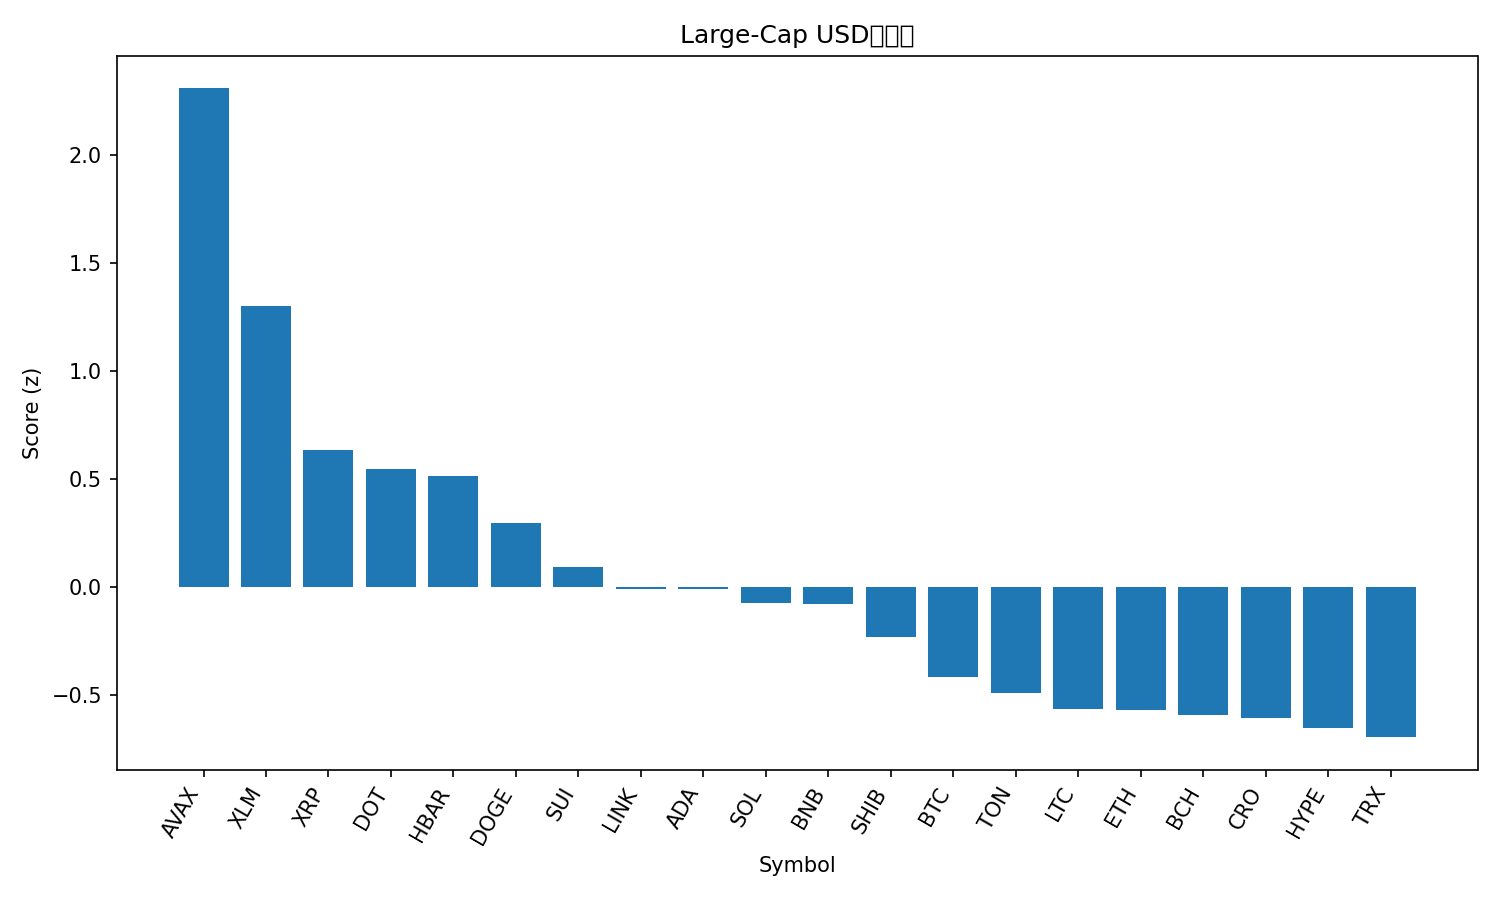 Large-Cap USD
Score (z)
2.0
1.5
1.0
0.5
0.0
−0.5
AVAX
XLM
XRP
DOT
HBAR
DOGE
SUI
LINK
ADA
SOL
BNB
SHIB
BTC
TON
LTC
ETH
BCH
CRO
HYPE
TRX
Symbol